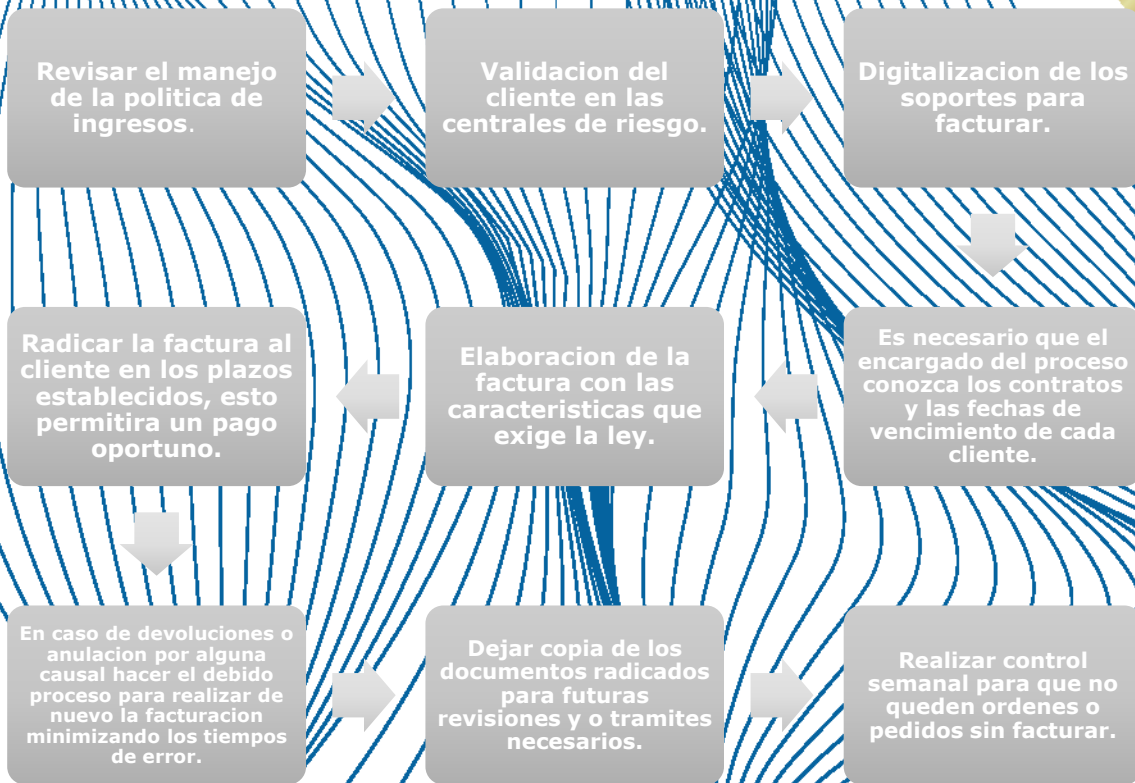 Revisar el manejo
de la politica de
ingresos.
Validacion del
cliente en las
centrales de riesgo.
Digitalizacion de los
soportes para
facturar.
Es necesario que el
encargado del proceso
conozca los contratos
y las fechas de
vencimiento de cada
cliente.
Elaboracion de la
factura con las
caracteristicas que
exige la ley.
Radicar la factura al
cliente en los plazos
establecidos, esto
permitira un pago
oportuno.
En caso de devoluciones o
anulacion por alguna
causal hacer el debido
proceso para realizar de
nuevo la facturacion
minimizando los tiempos
de error.
Dejar copia de los
documentos radicados
para futuras
revisiones y o tramites
necesarios.
Realizar control
semanal para que no
queden ordenes o
pedidos sin facturar.